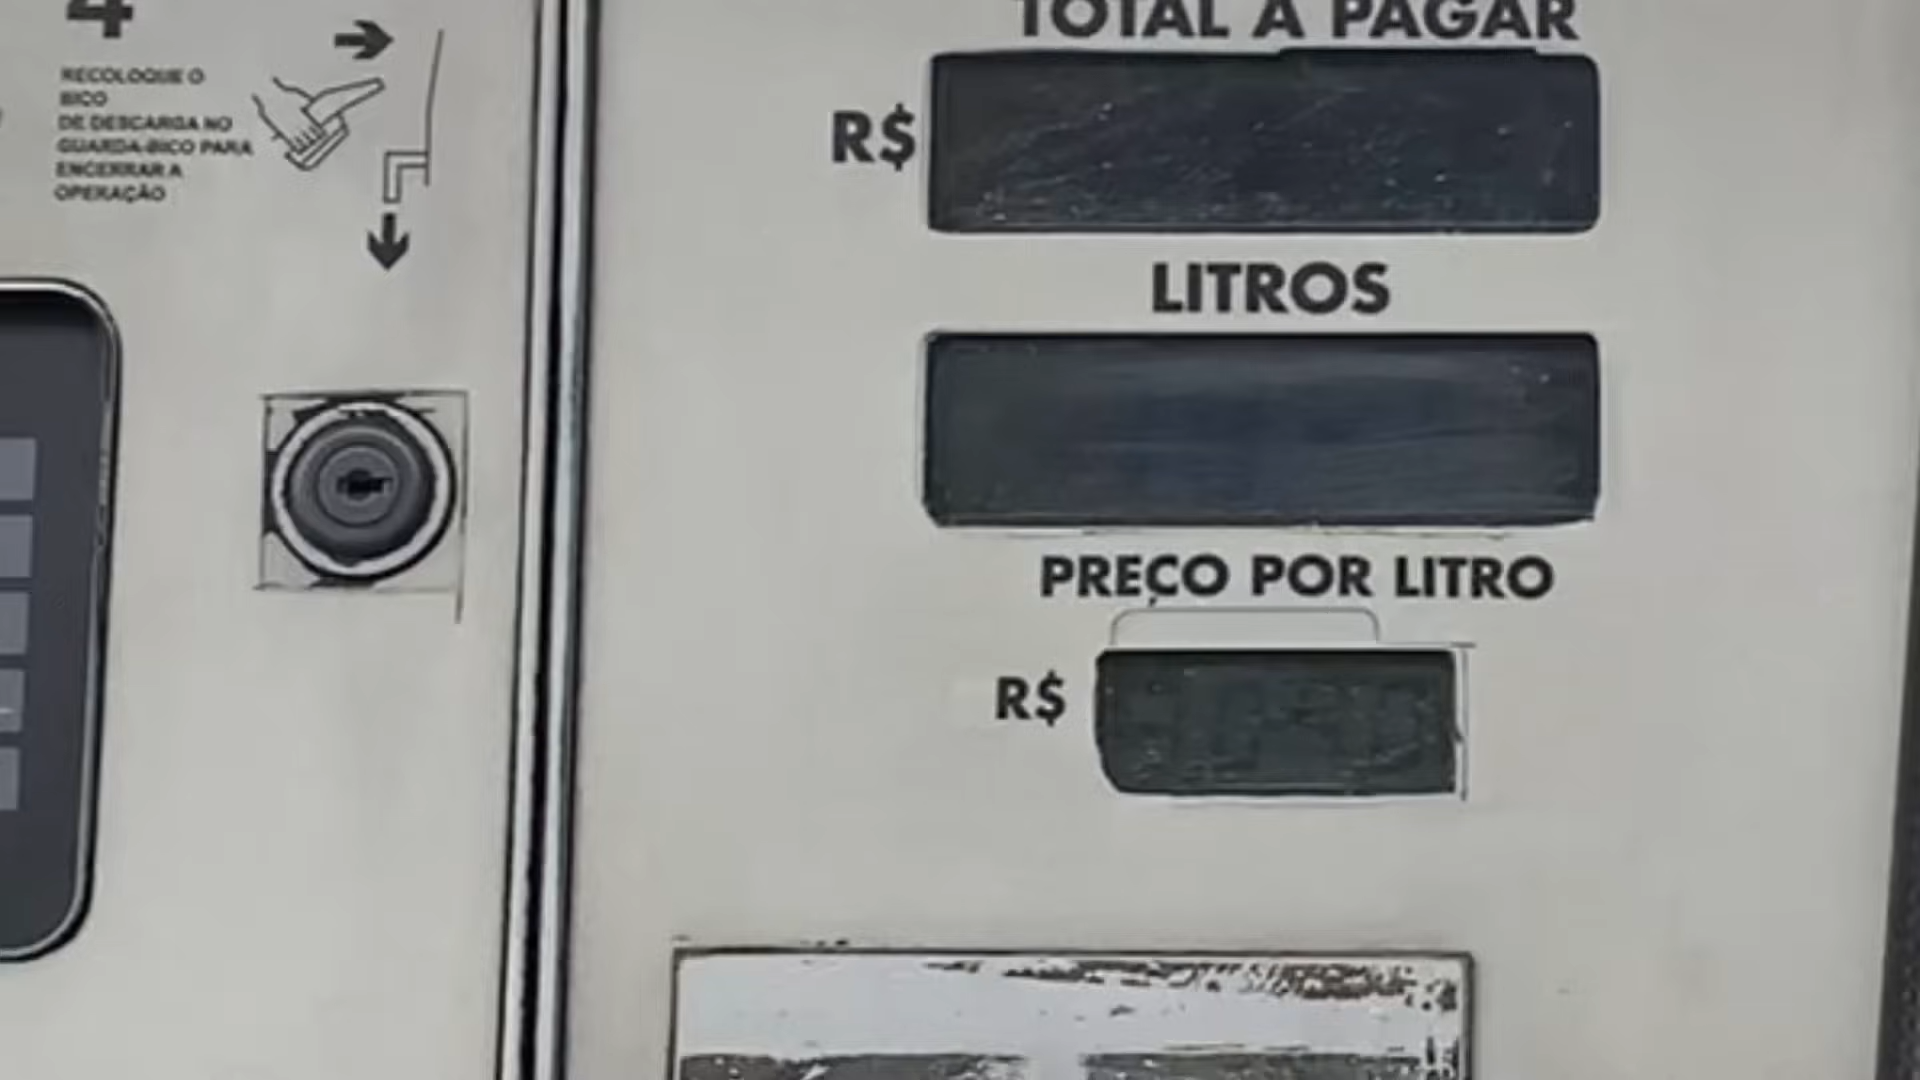 4
RECOLOQUE O
BICO
DE DESCARGA NO
GUARDA-BICO PARA
ENCERRAR A
OPERAÇÃO
TOTAL A PAGAR
R$
LITROS
PREÇO POR LITRO
R$